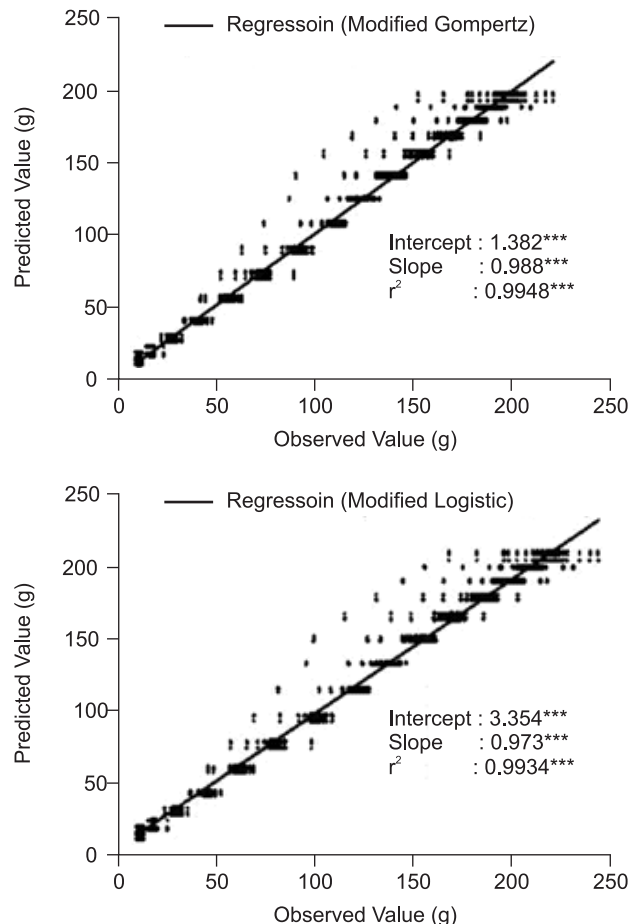 250
Regressoin (Modified Gompertz)
200
150
100
50
0
Predicted Value (g)
Intercept : 1.382***
Slope : 0.988***
r² : 0.9948***
0 50 100 150 200 250
Observed Value (g)
250
Regressoin (Modified Logistic)
200
150
100
50
0
Predicted Value (g)
Intercept : 3.354***
Slope : 0.973***
r² : 0.9934***
0 50 100 150 200 250
Observed Value (g)